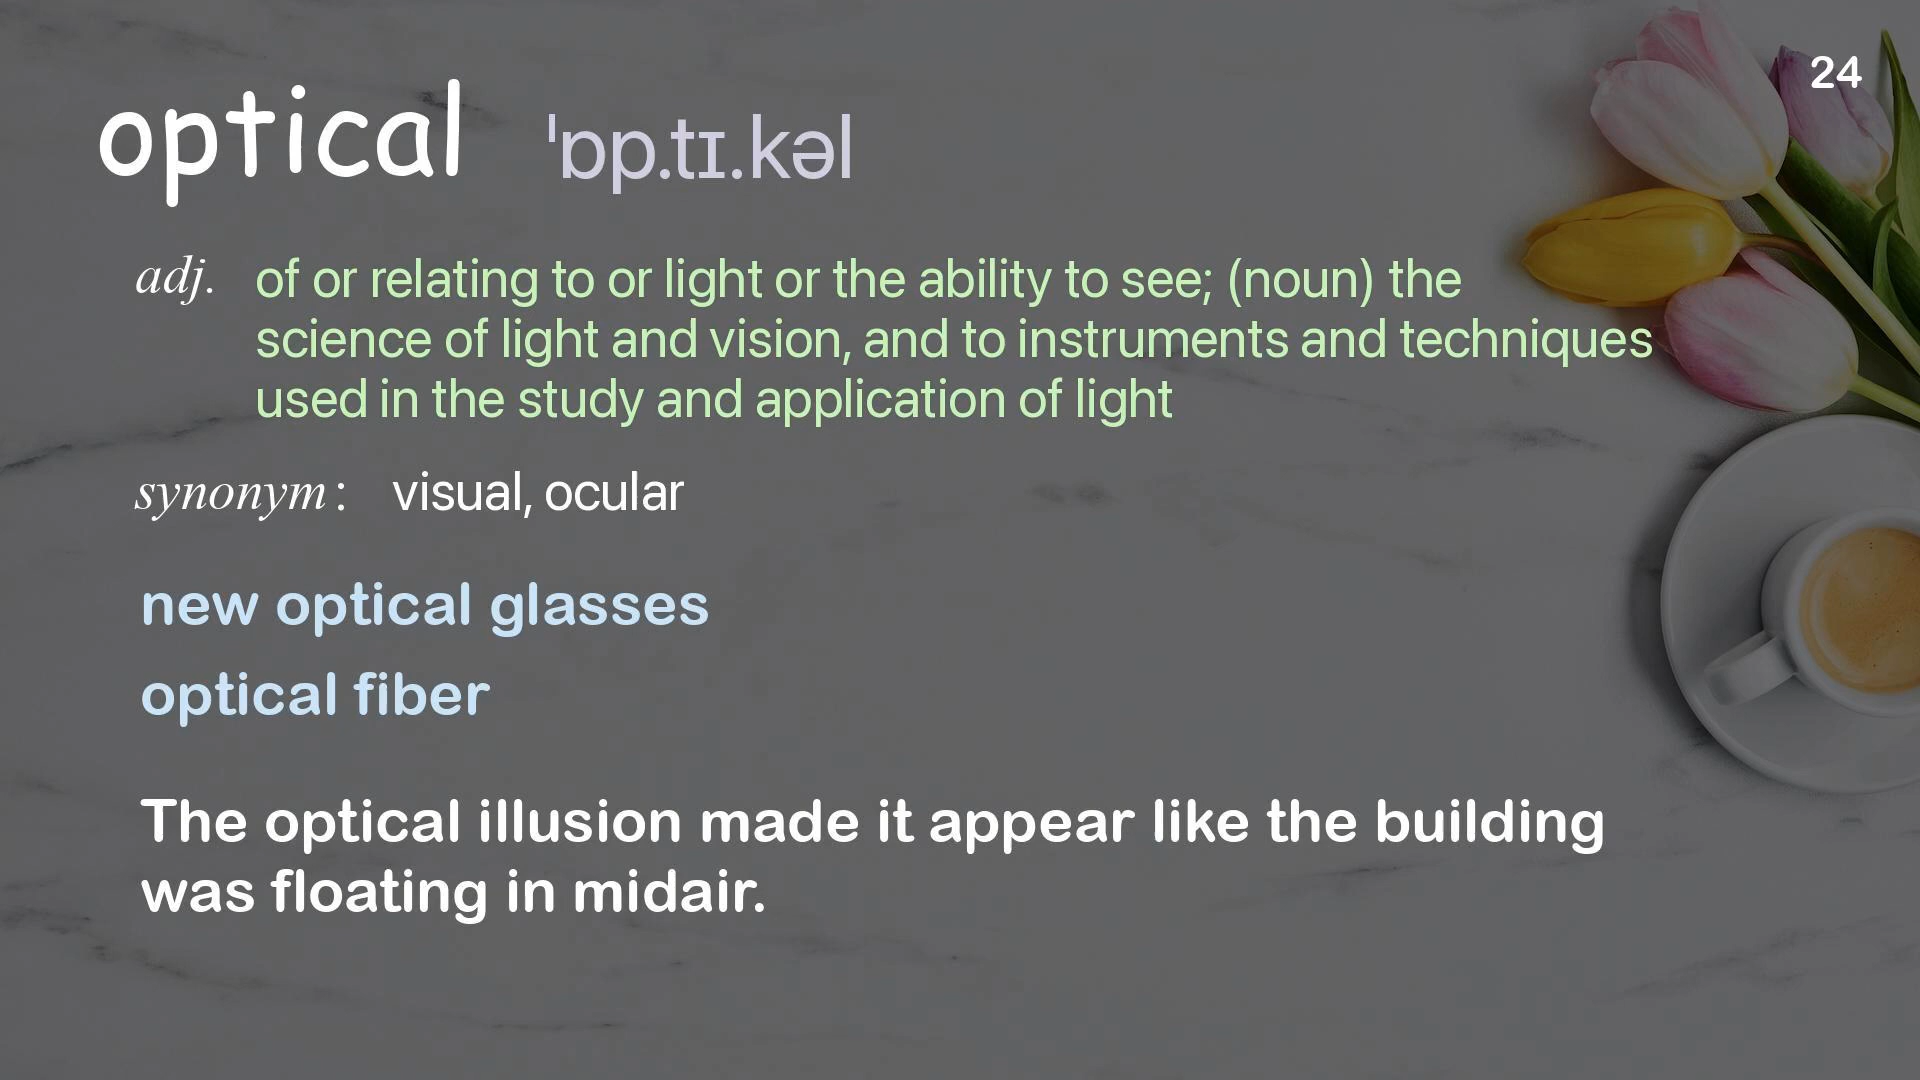 24
optical ˈɒp.tɪ.kəl
adj. of or relating to or light or the ability to see; (noun) the
science of light and vision, and to instruments and techniques
used in the study and application of light
synonym : visual, ocular
new optical glasses
optical fiber
The optical illusion made it appear like the building
was floating in midair.